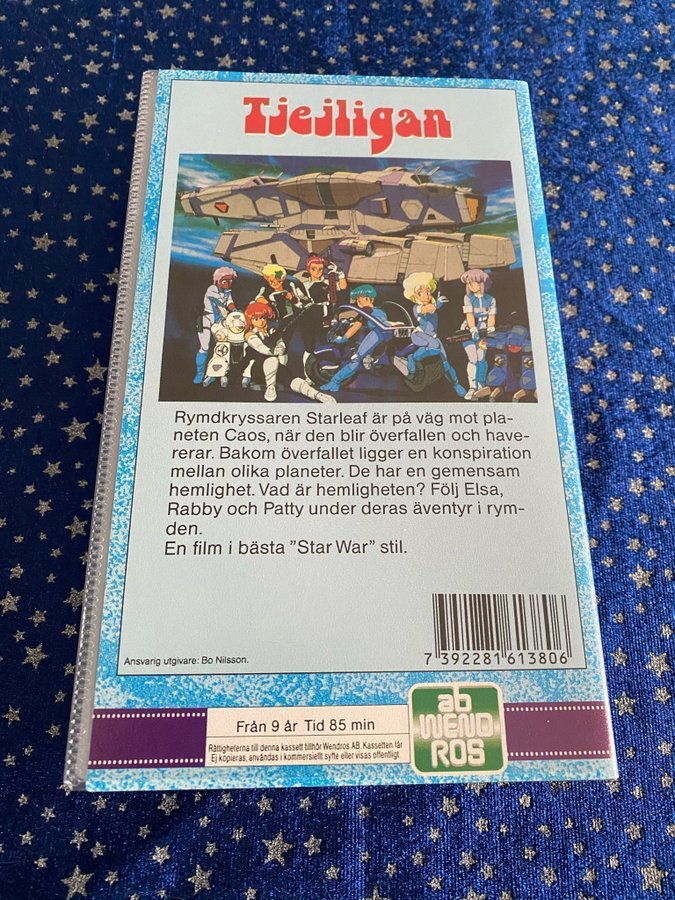 Tjejligan
Rymdkryssaren Starleaf är på väg mot pla-
neten Caos, när den blir överfallen och have-
rerar. Bakom överfallet ligger en konspiration
mellan olika planeter. De har en gemensam
hemlighet. Vad är hemligheten? Följ Elsa,
Rabby och Patty under deras äventyr i rym-
den.
En film i bästa "Star War" stil.
Ansvarig utgivare: Bo Nilsson.
7 392281 613806
Från 9 år Tid 85 min
Rättigheterna till denna kassett tillhör Wendros AB. Kassetten får
Ej kopieras, användas i kommersiellt syfte eller visas offentligt.
ab
WEND
ROS